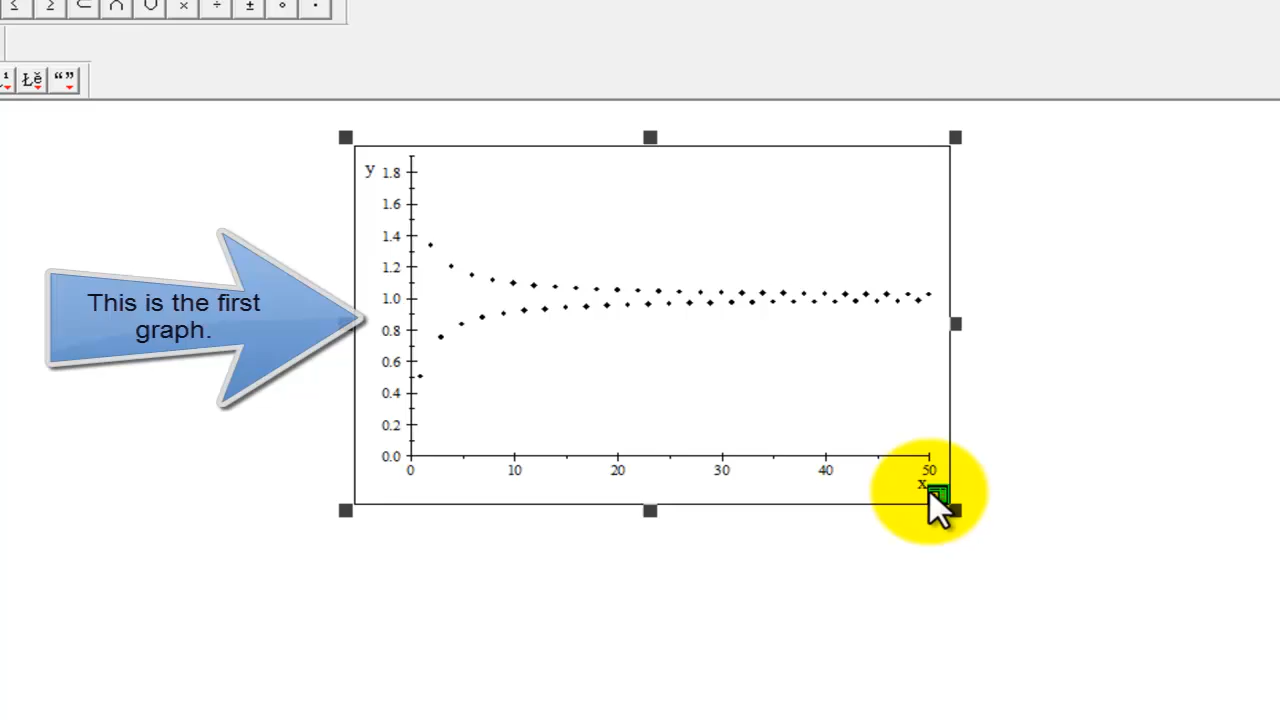 ≤ ≥ ⊂ ∩ ∪ × ÷ ± ∘ ·
Łě “ ”
This is the first
graph.
y
1.8
1.6
1.4
1.2
1.0
0.8
0.6
0.4
0.2
0.0
0 10 20 30 40 50
x